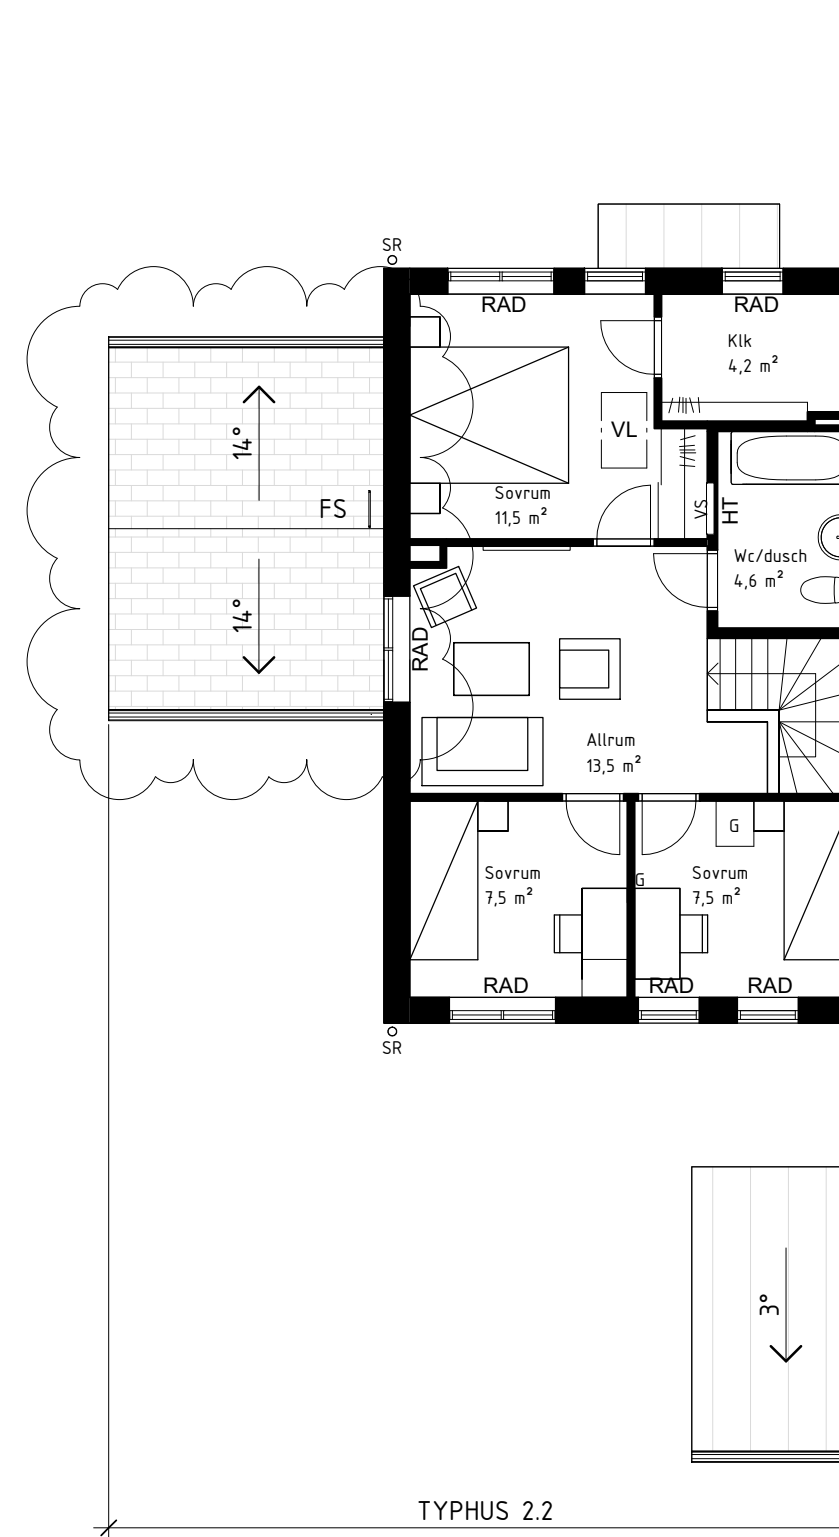 SR
RAD
RAD
Klk
4,2 m²
14°
VL
FS
Sovrum
11,5 m²
VS
HT
Wc/dusch
4,6 m²
14°
RAD
Allrum
13,5 m²
G
Sovrum
7,5 m²
G
Sovrum
7,5 m²
RAD
RAD
RAD
SR
3°
TYPHUS 2.2